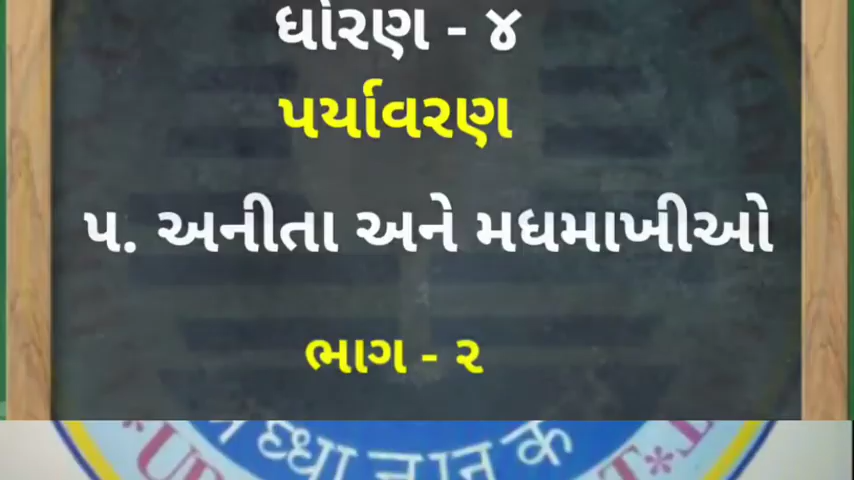 ધોરણ - ૪
પર્યાવરણ
૫. અનીતા અને મધમાખીઓ
ભાગ - ૨